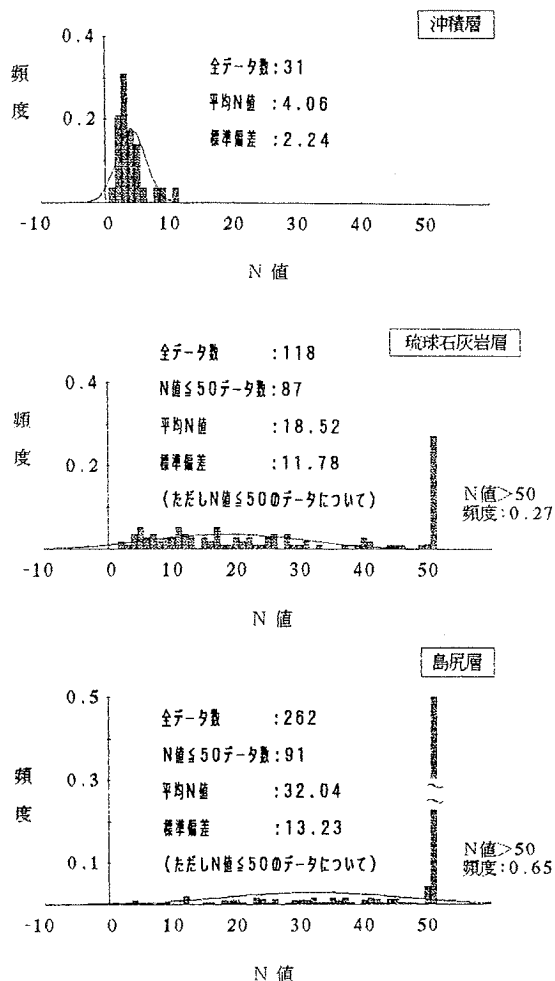 沖積層
0.4
頻
度
0.2
全データ数:31
平均N値 :4.06
標準偏差 :2.24
-10 0 10 20 30 40 50
N 値
琉球石灰岩層
全データ数 :118
N値≦50データ数:87
平均N値 :18.52
標準偏差 :11.78
(ただしN値≦50のデータについて)
0.4
頻
度
0.2
N値>50
頻度:0.27
-10 0 10 20 30 40 50
N 値
島尻層
0.5
全データ数 :262
N値≦50データ数:91
平均N値 :32.04
標準偏差 :13.23
(ただしN値≦50のデータについて)
頻
度
0.3
0.1
N値>50
頻度:0.65
-10 0 10 20 30 40 50
N 値